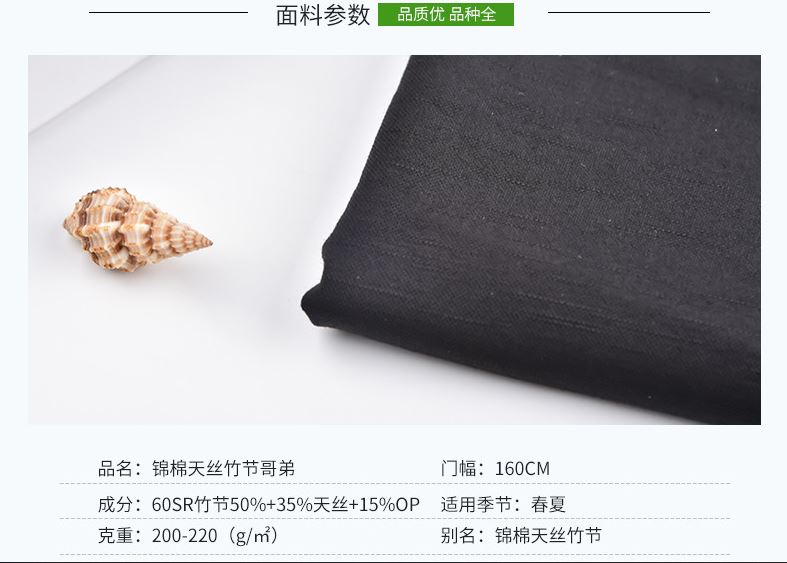 面料参数 品质优 品种全
品名：锦棉天丝竹节哥弟 门幅：160CM
成分：60SR竹节50%+35%天丝+15%OP 适用季节：春夏
克重：200-220（g/㎡） 别名：锦棉天丝竹节